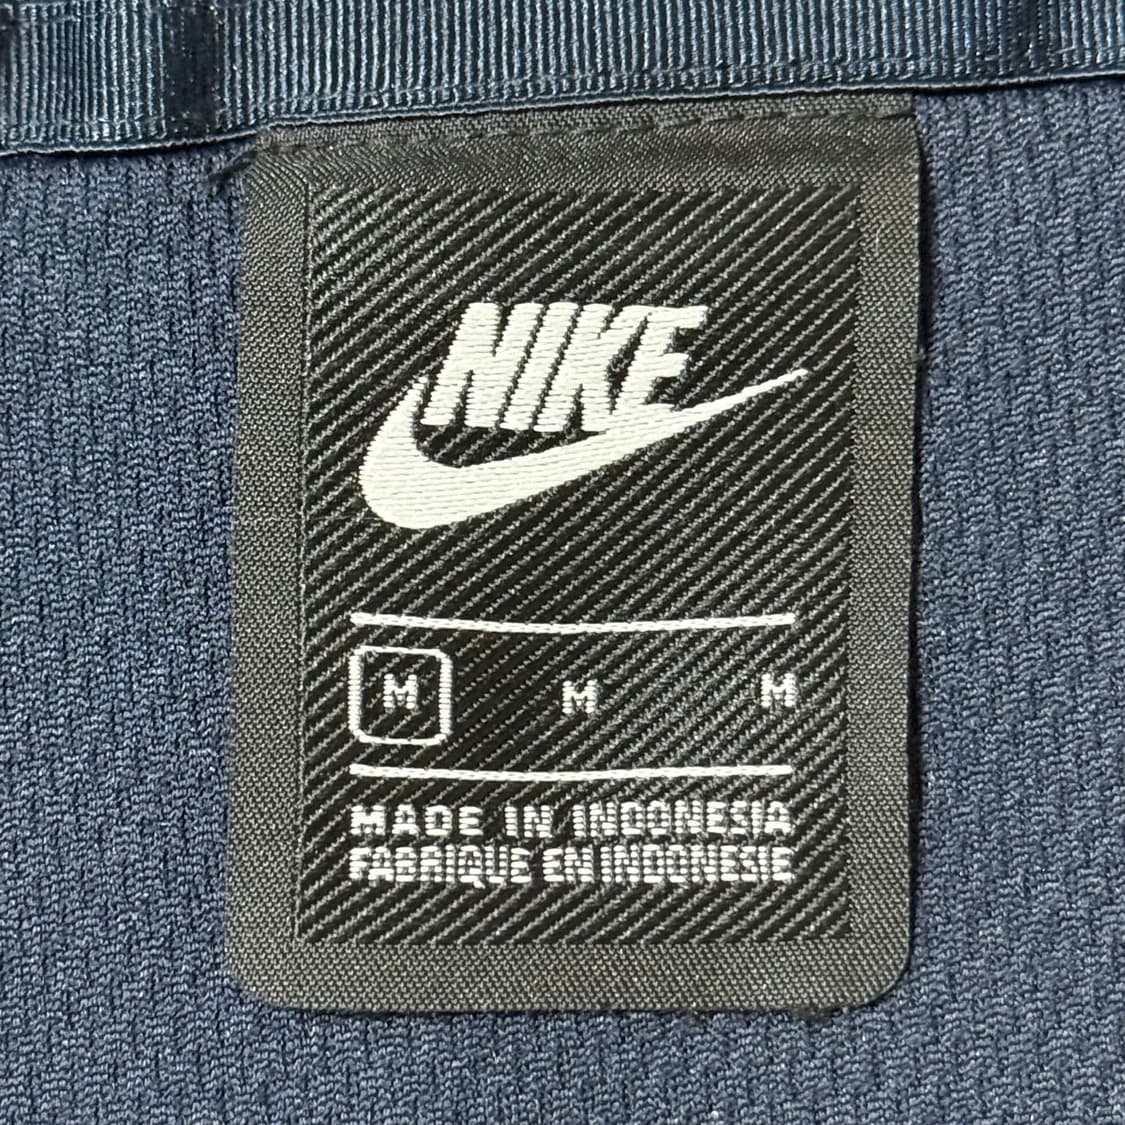 NIKE
M M M
MADE IN INDONESIA
FABRIQUE EN INDONESIE